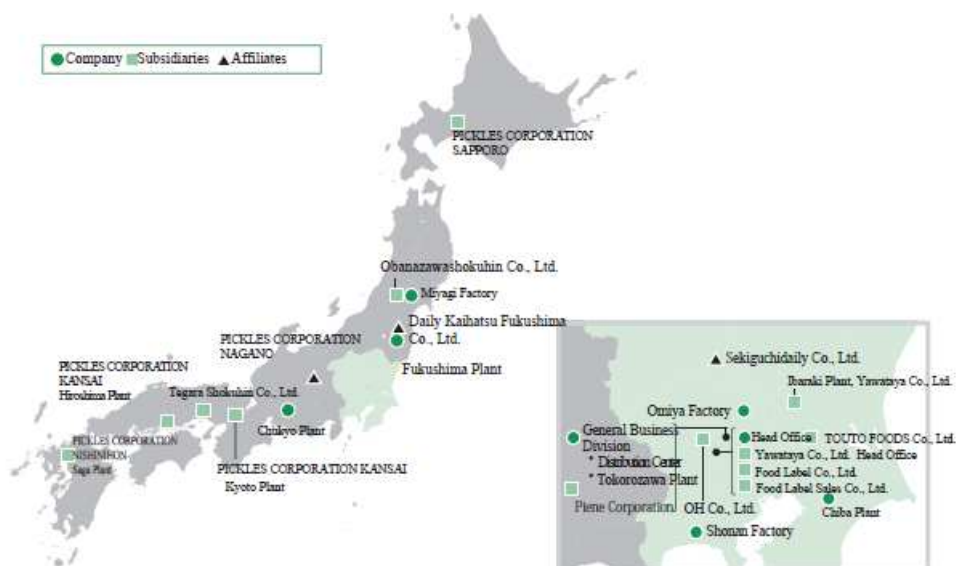 Company Subsidiaries Affiliates
PICKLES CORPORATION
SAPPORO
Obanazawashokuhin Co., Ltd.
Miyagi Factory
Daily Kaihatsu Fukushima
Co., Ltd.
Fukushima Plant
PICKLES CORPORATION
NAGANO
PICKLES CORPORATION
KANSAI
Hiroshima Plant
Tegara Shokuhin Co., Ltd.
Chukyo Plant
PICKLES CORPORATION
NISHINIHON
Saga Plant
PICKLES CORPORATION KANSAI
Kyoto Plant
Sekiguchidaily Co., Ltd.
Ibaraki Plant, Yawataya Co., Ltd.
Omiya Factory
General Business
Division
* Distribution Center
* Tokorozawa Plant
Head Office
TOUTO FOODS Co., Ltd.
Yawataya Co., Ltd. Head Office
Food Label Co., Ltd.
Food Label Sales Co., Ltd.
Piene Corporation
OH Co., Ltd.
Chiba Plant
Shonan Factory